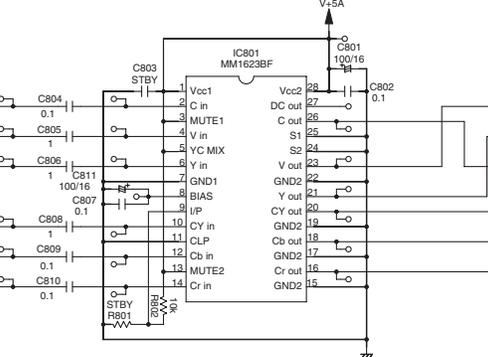 V+5A
C801
100/16
IC801
MM1623BF
C803
STBY
1 Vcc1 Vcc2 28
C802
0.1
C804
0.1
2 C in DC out 27
3 MUTE1 C out 26
C805
1
4 V in S1 25
5 YC MIX S2 24
C806
1
6 Y in V out 23
C811
100/16
7 GND1 GND2 22
8 BIAS Y out 21
C807
0.1
9 I/P CY out 20
C808
1
10 CY in GND2 19
11 CLP Cb out 18
C809
0.1
12 Cb in GND2 17
13 MUTE2 Cr out 16
C810
0.1
14 Cr in GND2 15
STBY
R801
R802
10k